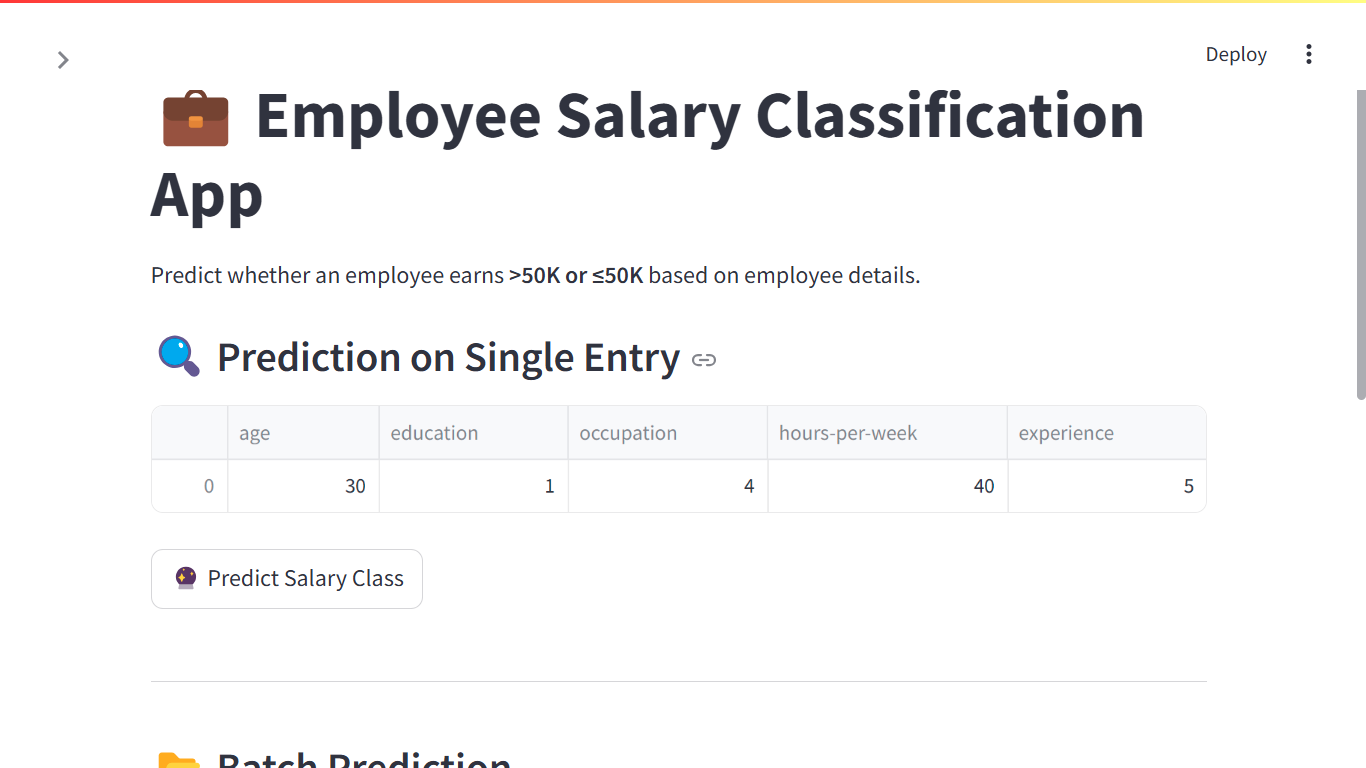 Deploy
Employee Salary Classification
App
Predict whether an employee earns >50K or ≤50K based on employee details.
Prediction on Single Entry
age education occupation hours-per-week experience
0 30 1 4 40 5
Predict Salary Class
Batch Prediction